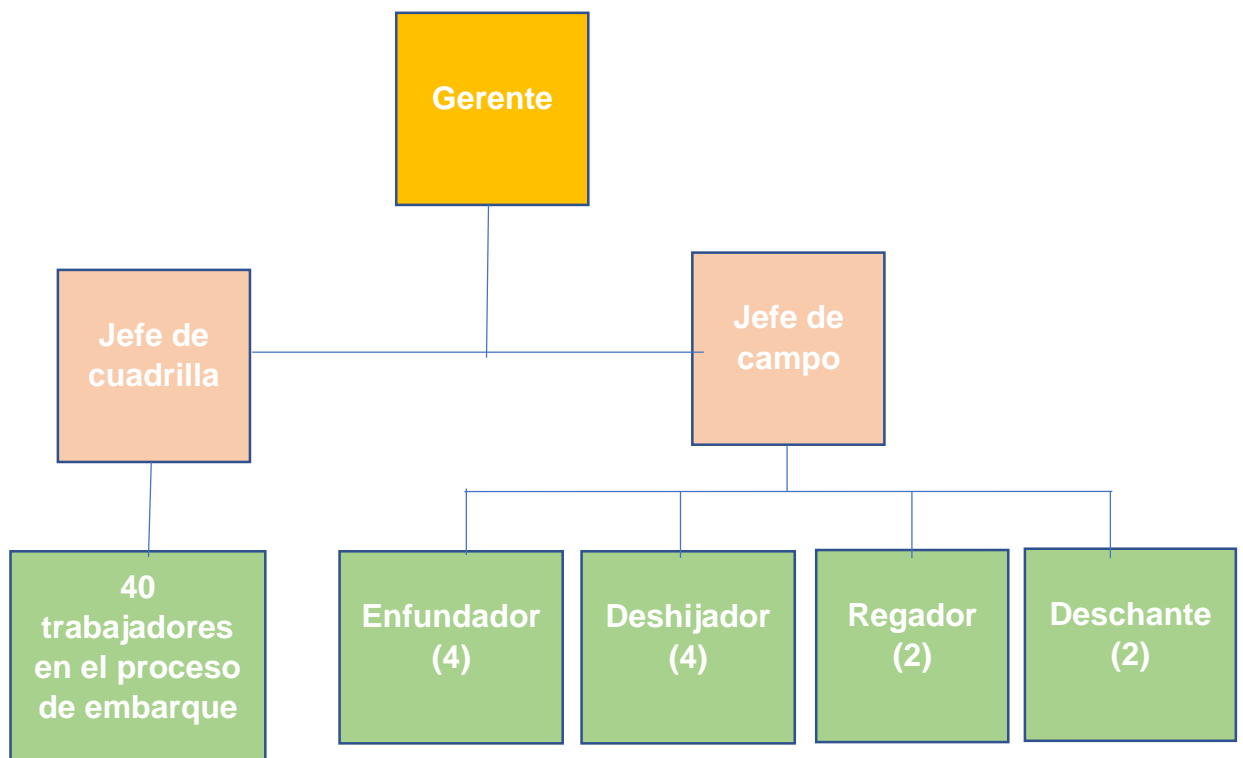 Gerente
Jefe de
cuadrilla
Jefe de
campo
40
trabajadores
en el proceso
de embarque
Enfundador
(4)
Deshijador
(4)
Regador
(2)
Deschante
(2)